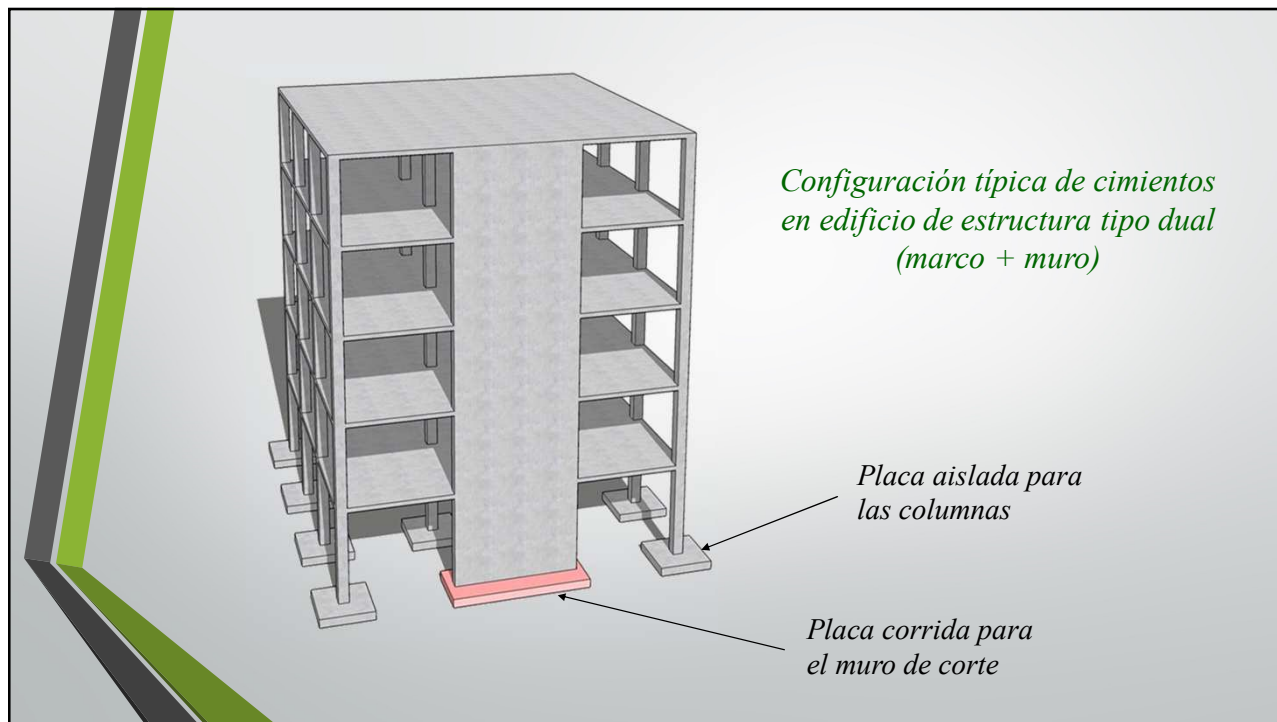 Configuración típica de cimientos
en edificio de estructura tipo dual
(marco + muro)
Placa aislada para
las columnas
Placa corrida para
el muro de corte